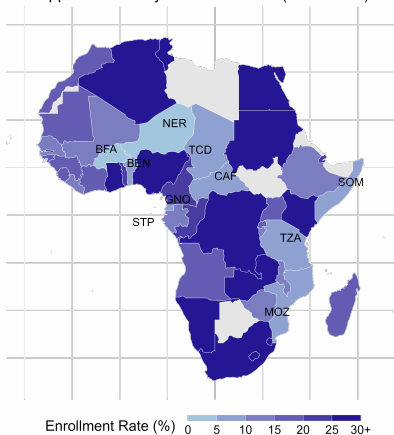 NER
BFA
TCD
BEN
CAF
SOM
GNQ
STP
TZA
MOZ
Enrollment Rate (%)
0 5 10 15 20 25 30+